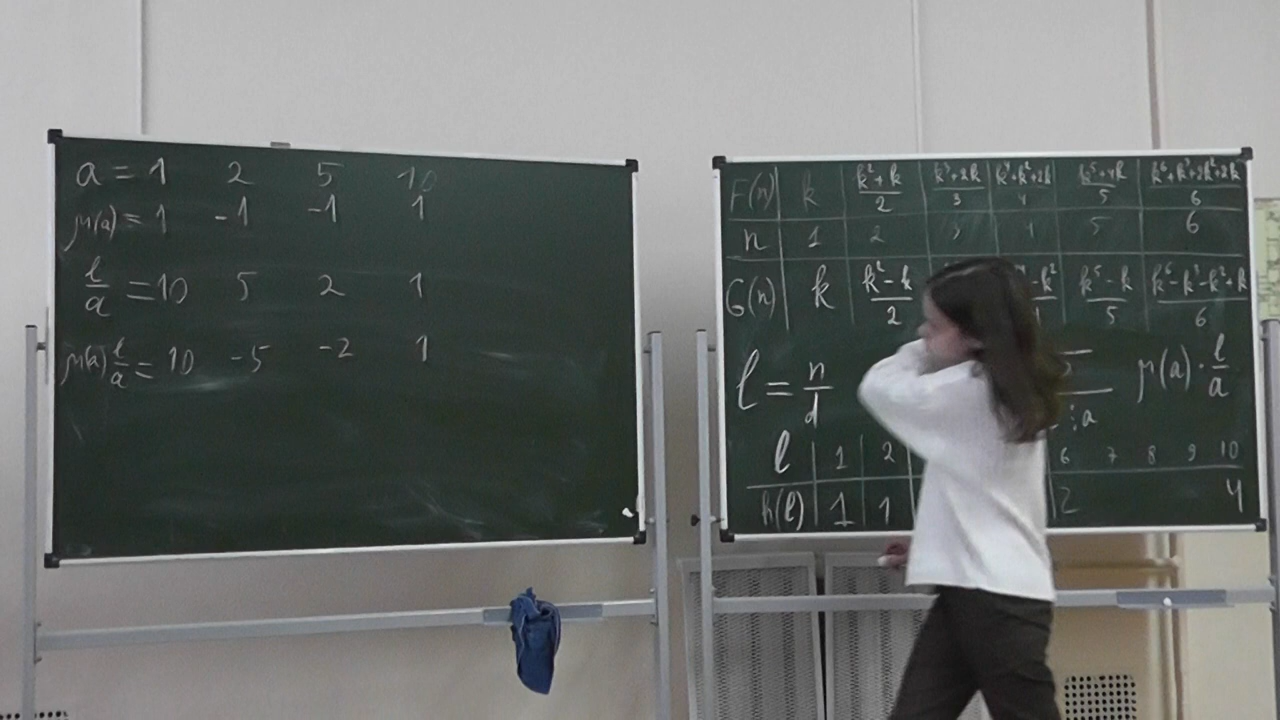 a = 1 2 5 10
μ(a) = 1 -1 -1 1
l/a = 10 5 2 1
μ(a) l/a = 10 -5 -2 1
F(n) k (k²+k)/2 (k³+2k)/3 (k⁴+k²+2k)/4 (k⁵+4k)/5 (k⁶+k³+2k²+2k)/6
n 1 2 3 4 5 6
G(n) k (k²-k)/2 (k⁵-k)/5 (k⁶-k³-k²+k)/6
l = n/d ⋮a μ(a)·l/a
l 1 2 6 7 8 9 10
h(l) 1 1 2 4